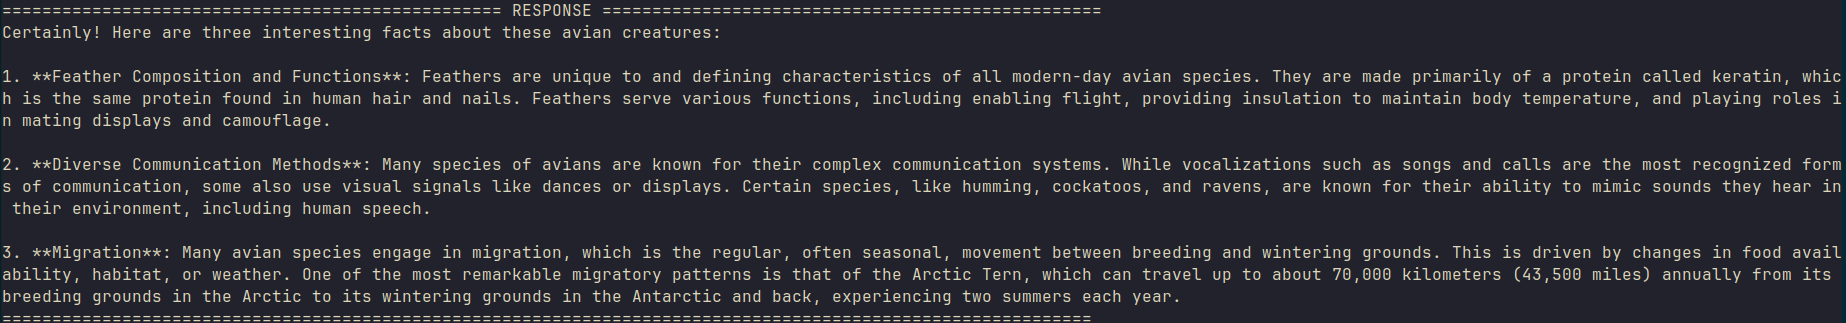 ================================================== RESPONSE ==================================================
Certainly! Here are three interesting facts about these avian creatures:
1. **Feather Composition and Functions**: Feathers are unique to and defining characteristics of all modern-day avian species. They are made primarily of a protein called keratin, whic
h is the same protein found in human hair and nails. Feathers serve various functions, including enabling flight, providing insulation to maintain body temperature, and playing roles i
n mating displays and camouflage.
2. **Diverse Communication Methods**: Many species of avians are known for their complex communication systems. While vocalizations such as songs and calls are the most recognized form
s of communication, some also use visual signals like dances or displays. Certain species, like humming, cockatoos, and ravens, are known for their ability to mimic sounds they hear in
 their environment, including human speech.
3. **Migration**: Many avian species engage in migration, which is the regular, often seasonal, movement between breeding and wintering grounds. This is driven by changes in food avail
ability, habitat, or weather. One of the most remarkable migratory patterns is that of the Arctic Tern, which can travel up to about 70,000 kilometers (43,500 miles) annually from its
breeding grounds in the Arctic to its wintering grounds in the Antarctic and back, experiencing two summers each year.
=============================================================================================================